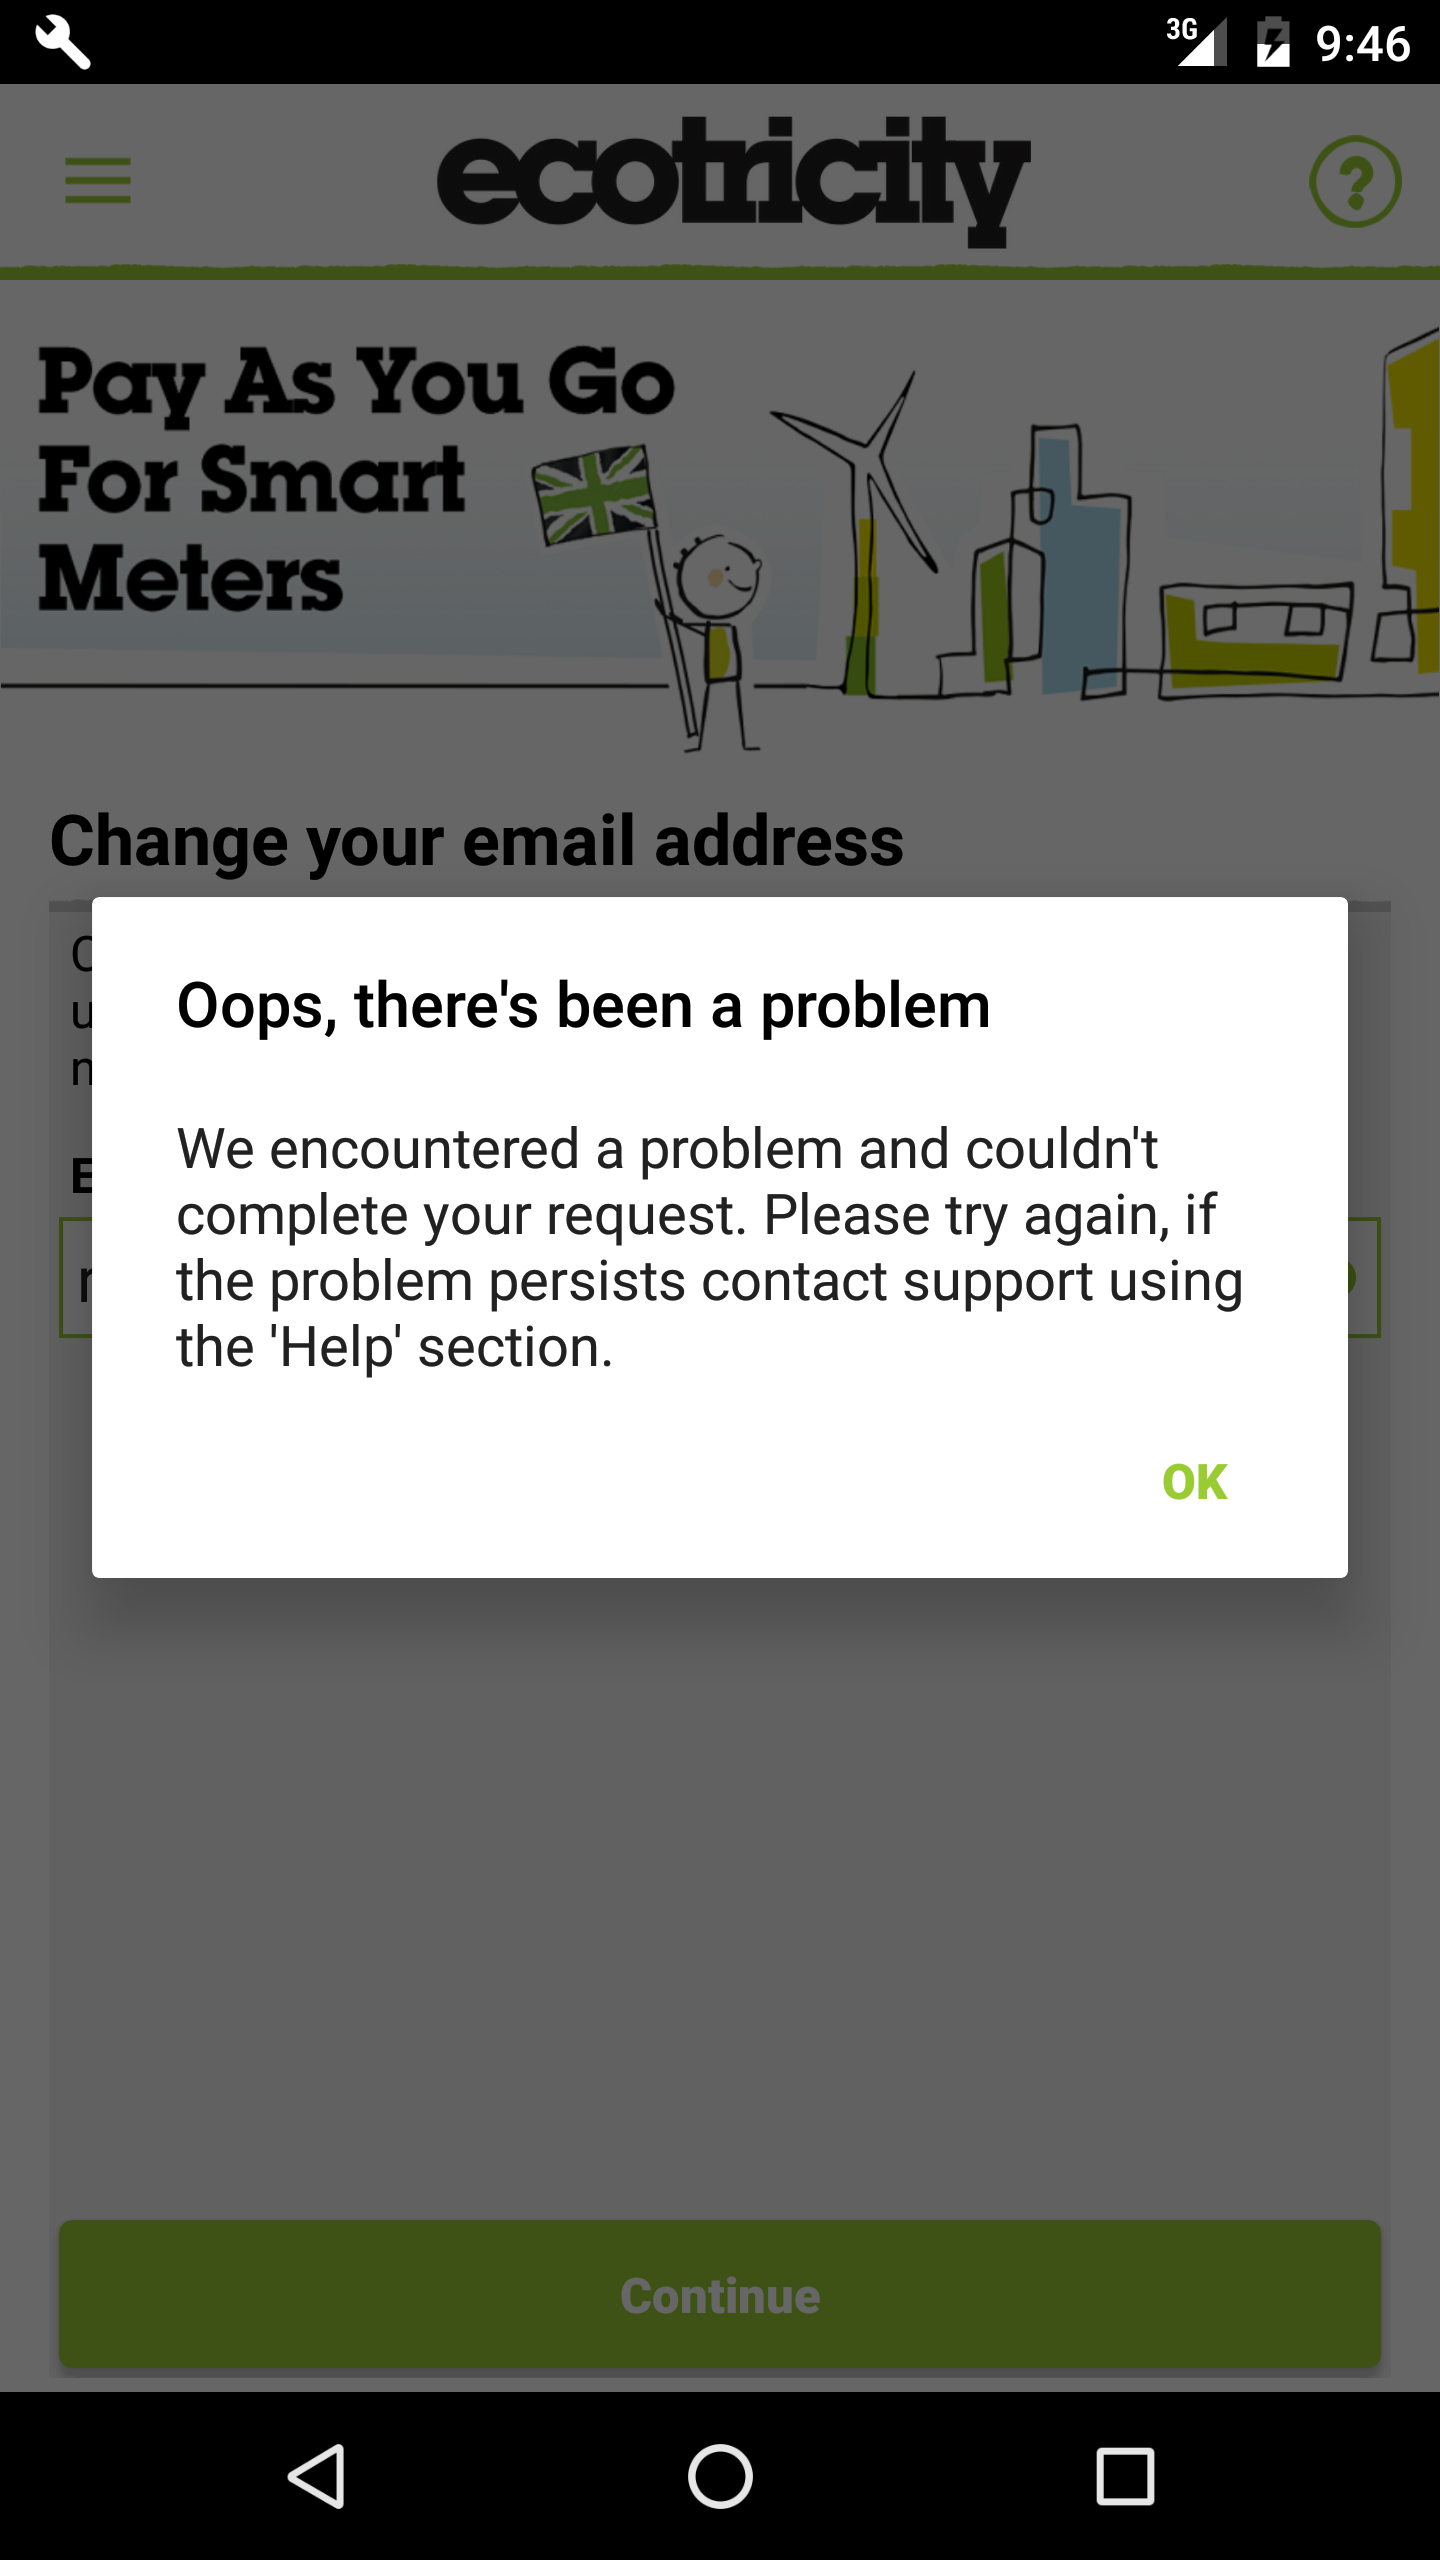 3G 9:46
ecotricity
?
Pay As You Go
For Smart
Meters
Change your email address
Oops, there's been a problem
We encountered a problem and couldn't
complete your request. Please try again, if
the problem persists contact support using
the 'Help' section.
OK
Continue